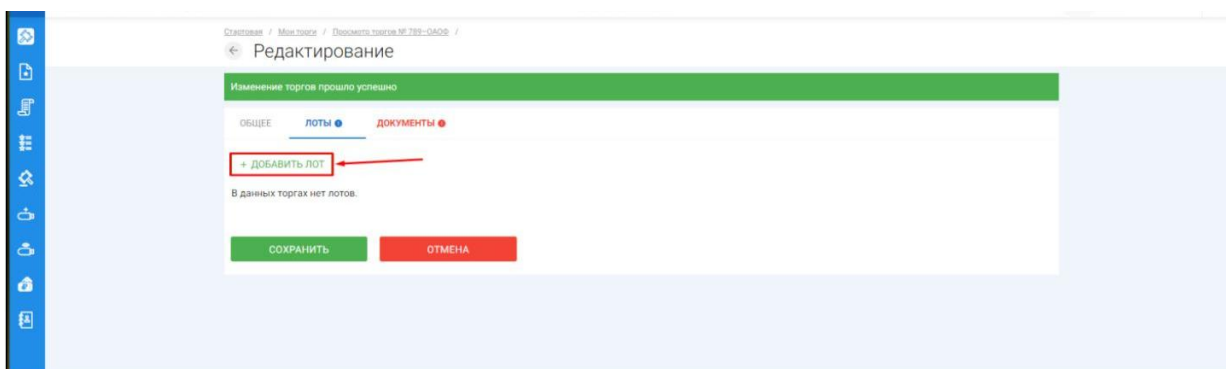 Стартовая / Мои торги / Просмотр торгов № 789–ОАОФ /
Редактирование
Изменение торгов прошло успешно
ОБЩЕЕ ЛОТЫ ДОКУМЕНТЫ
+ ДОБАВИТЬ ЛОТ
В данных торгах нет лотов.
СОХРАНИТЬ ОТМЕНА